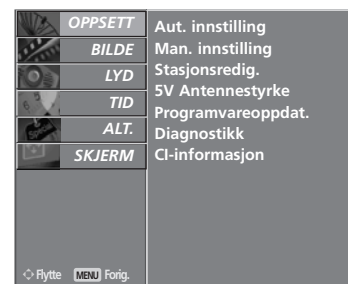 OPPSETT
BILDE
LYD
TID
ALT.
SKJERM
Aut. innstilling
Man. innstilling
Stasjonsredig.
5V Antennestyrke
Programvareoppdat.
Diagnostikk
CI-informasjon
Flytte MENU Forig.